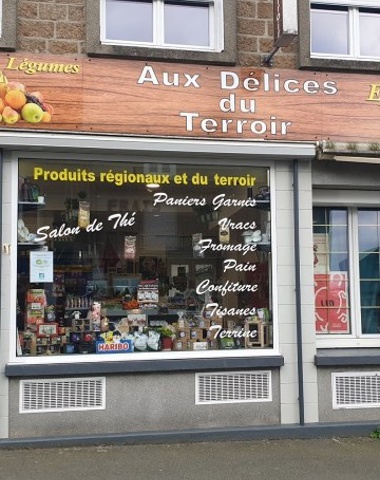 Légumes
Aux Délices
du
Terroir
Produits régionaux et du terroir
Paniers Garnis
Salon de Thé
Vracs
Fromage
Pain
Confiture
Tisanes
Terrine
HARIBO